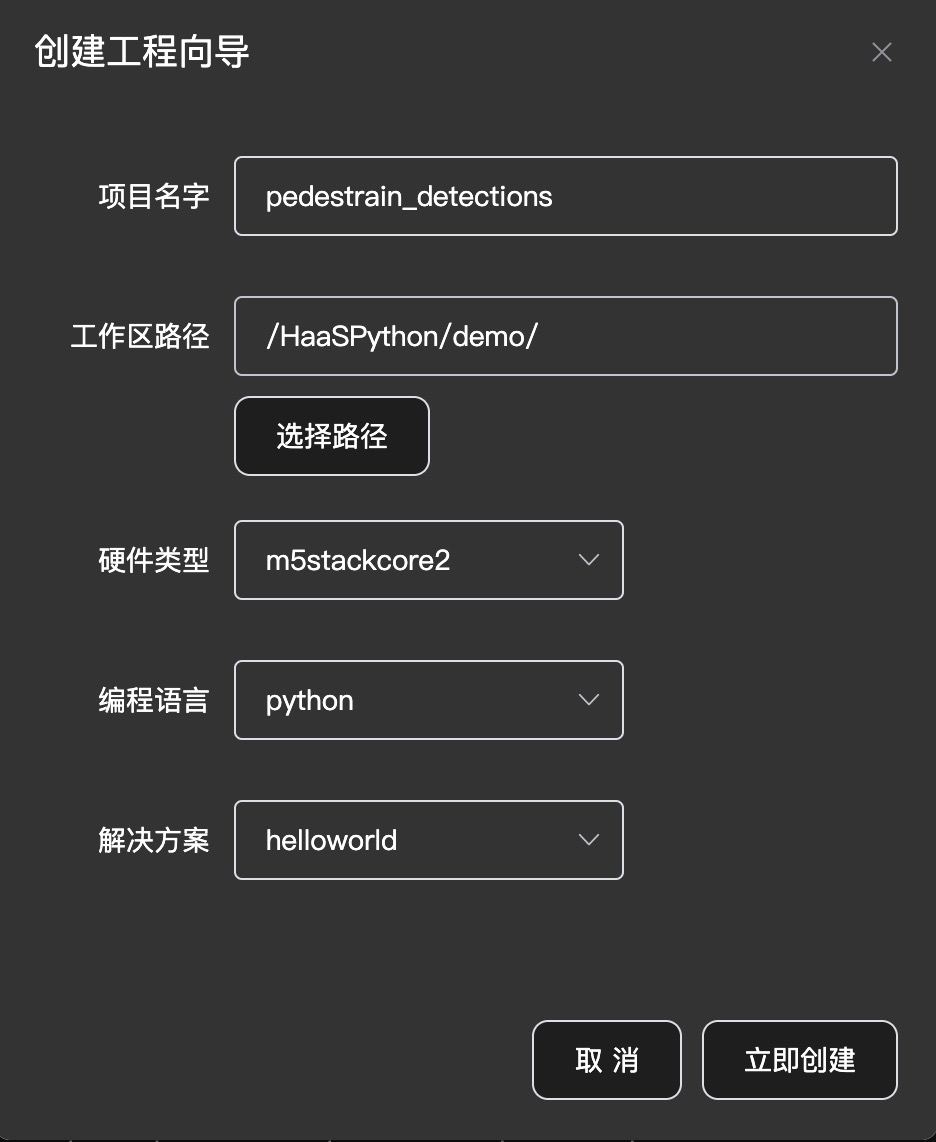 创建工程向导
项目名字 pedestrain_detections
工作区路径 /HaaSPython/demo/
选择路径
硬件类型 m5stackcore2
编程语言 python
解决方案 helloworld
取 消 立即创建